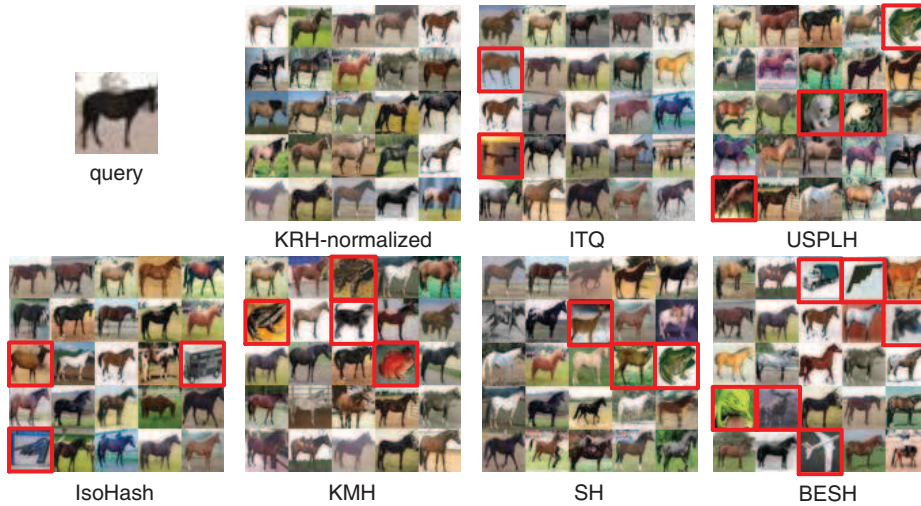 query
KRH-normalized
ITQ
USPLH
IsoHash
KMH
SH
BESH